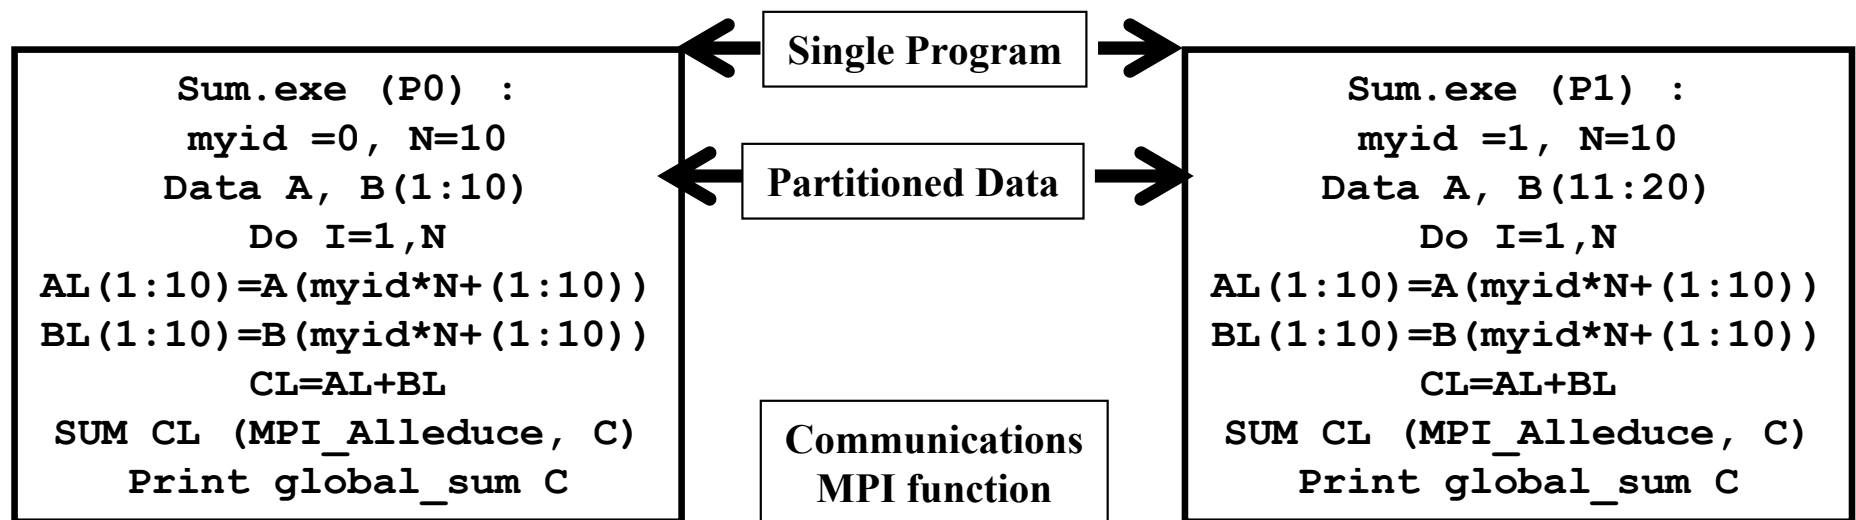 Sum.exe (P0) :
myid =0, N=10
Data A, B(1:10)
Do I=1,N
AL(1:10)=A(myid*N+(1:10))
BL(1:10)=B(myid*N+(1:10))
CL=AL+BL
SUM CL (MPI_Alleduce, C)
Print global_sum C
Single Program
Partitioned Data
Communications
MPI function
Sum.exe (P1) :
myid =1, N=10
Data A, B(11:20)
Do I=1,N
AL(1:10)=A(myid*N+(1:10))
BL(1:10)=B(myid*N+(1:10))
CL=AL+BL
SUM CL (MPI_Alleduce, C)
Print global_sum C